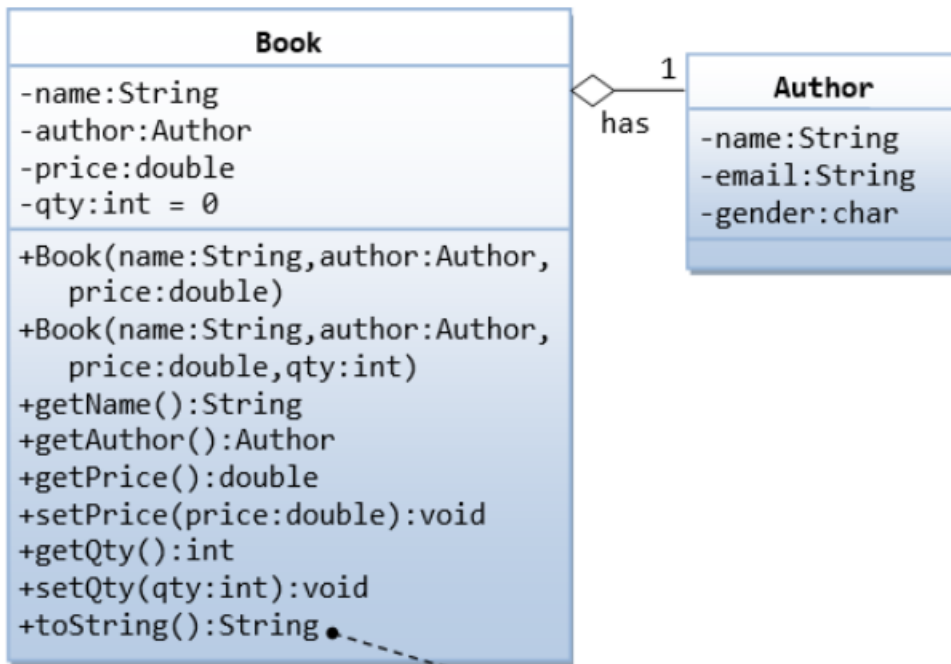 Book
-name:String
-author:Author
-price:double
-qty:int = 0
+Book(name:String,author:Author,
price:double)
+Book(name:String,author:Author,
price:double,qty:int)
+getName():String
+getAuthor():Author
+getPrice():double
+setPrice(price:double):void
+getQty():int
+setQty(qty:int):void
+toString():String
1
has
Author
-name:String
-email:String
-gender:char